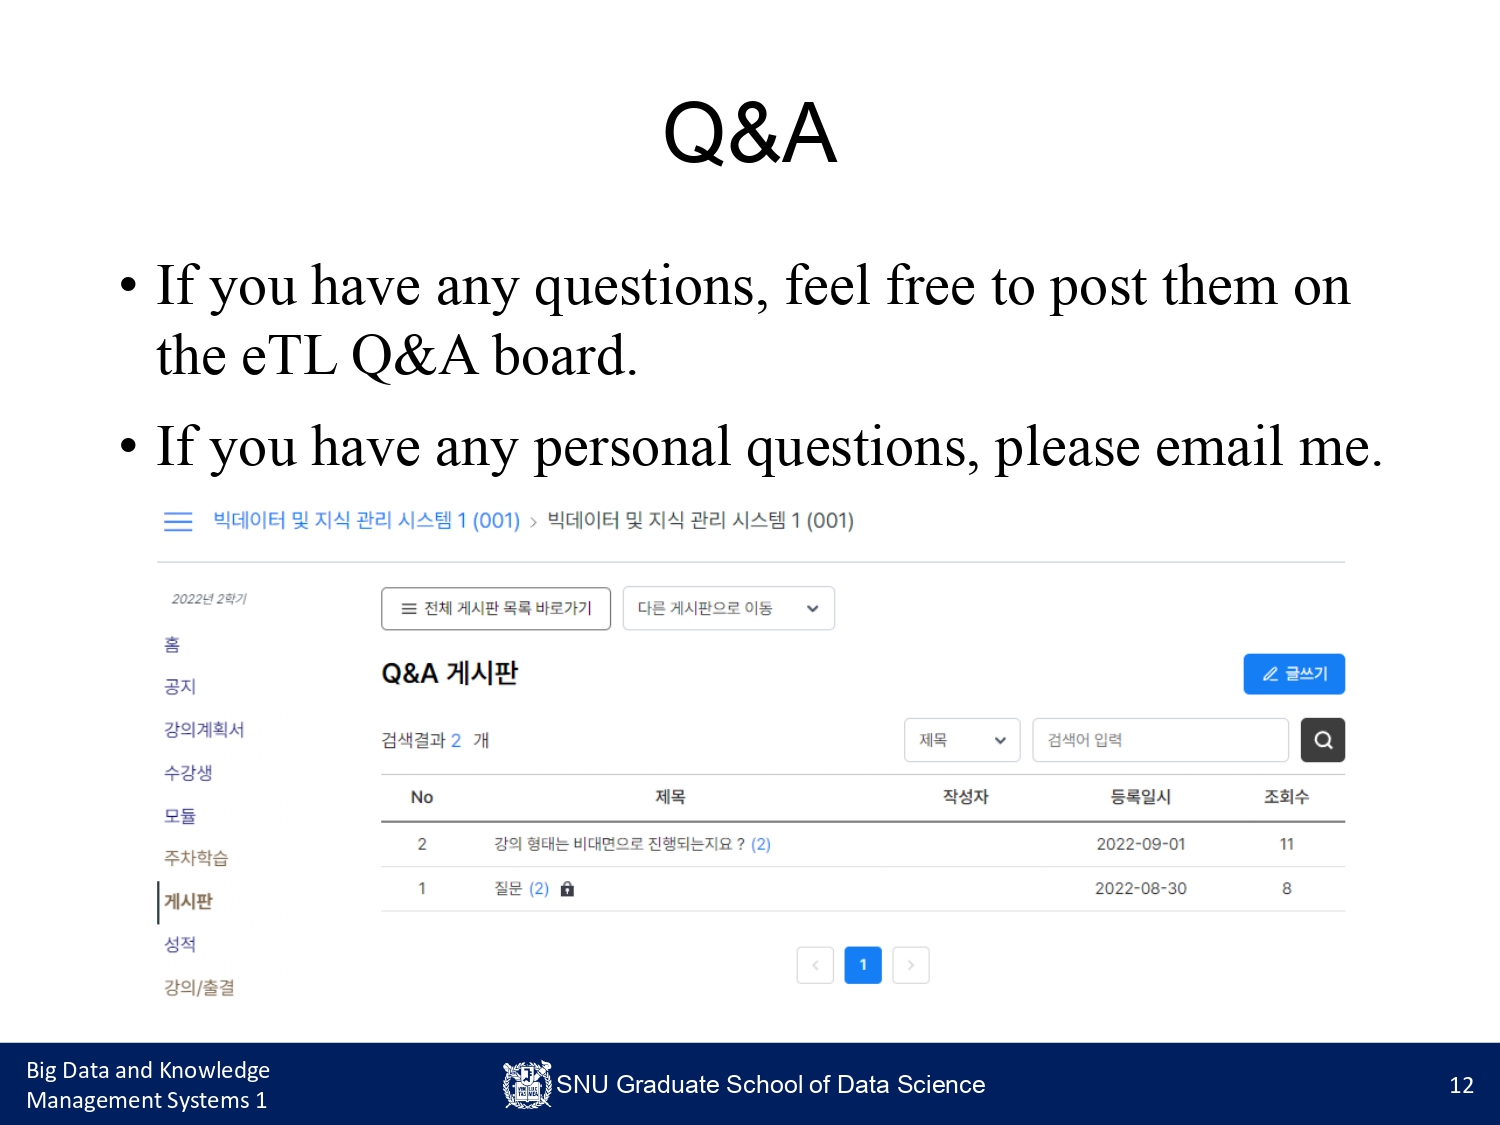 Q&A
• If you have any questions, feel free to post them on
the eTL Q&A board.
• If you have any personal questions, please email me.
빅데이터 및 지식 관리 시스템 1 (001) > 빅데이터 및 지식 관리 시스템 1 (001)
2022년 2학기
홈
공지
강의계획서
수강생
모듈
주차학습
게시판
성적
강의/출결
전체 게시판 목록 바로가기 다른 게시판으로 이동
Q&A 게시판
글쓰기
검색결과 2 개
제목 검색어 입력
No 제목 작성자 등록일시 조회수
2 강의 형태는 비대면으로 진행되는지요 ? (2) 2022-09-01 11
1 질문 (2) 2022-08-30 8
< 1 >
Big Data and Knowledge
Management Systems 1
SNU Graduate School of Data Science
12